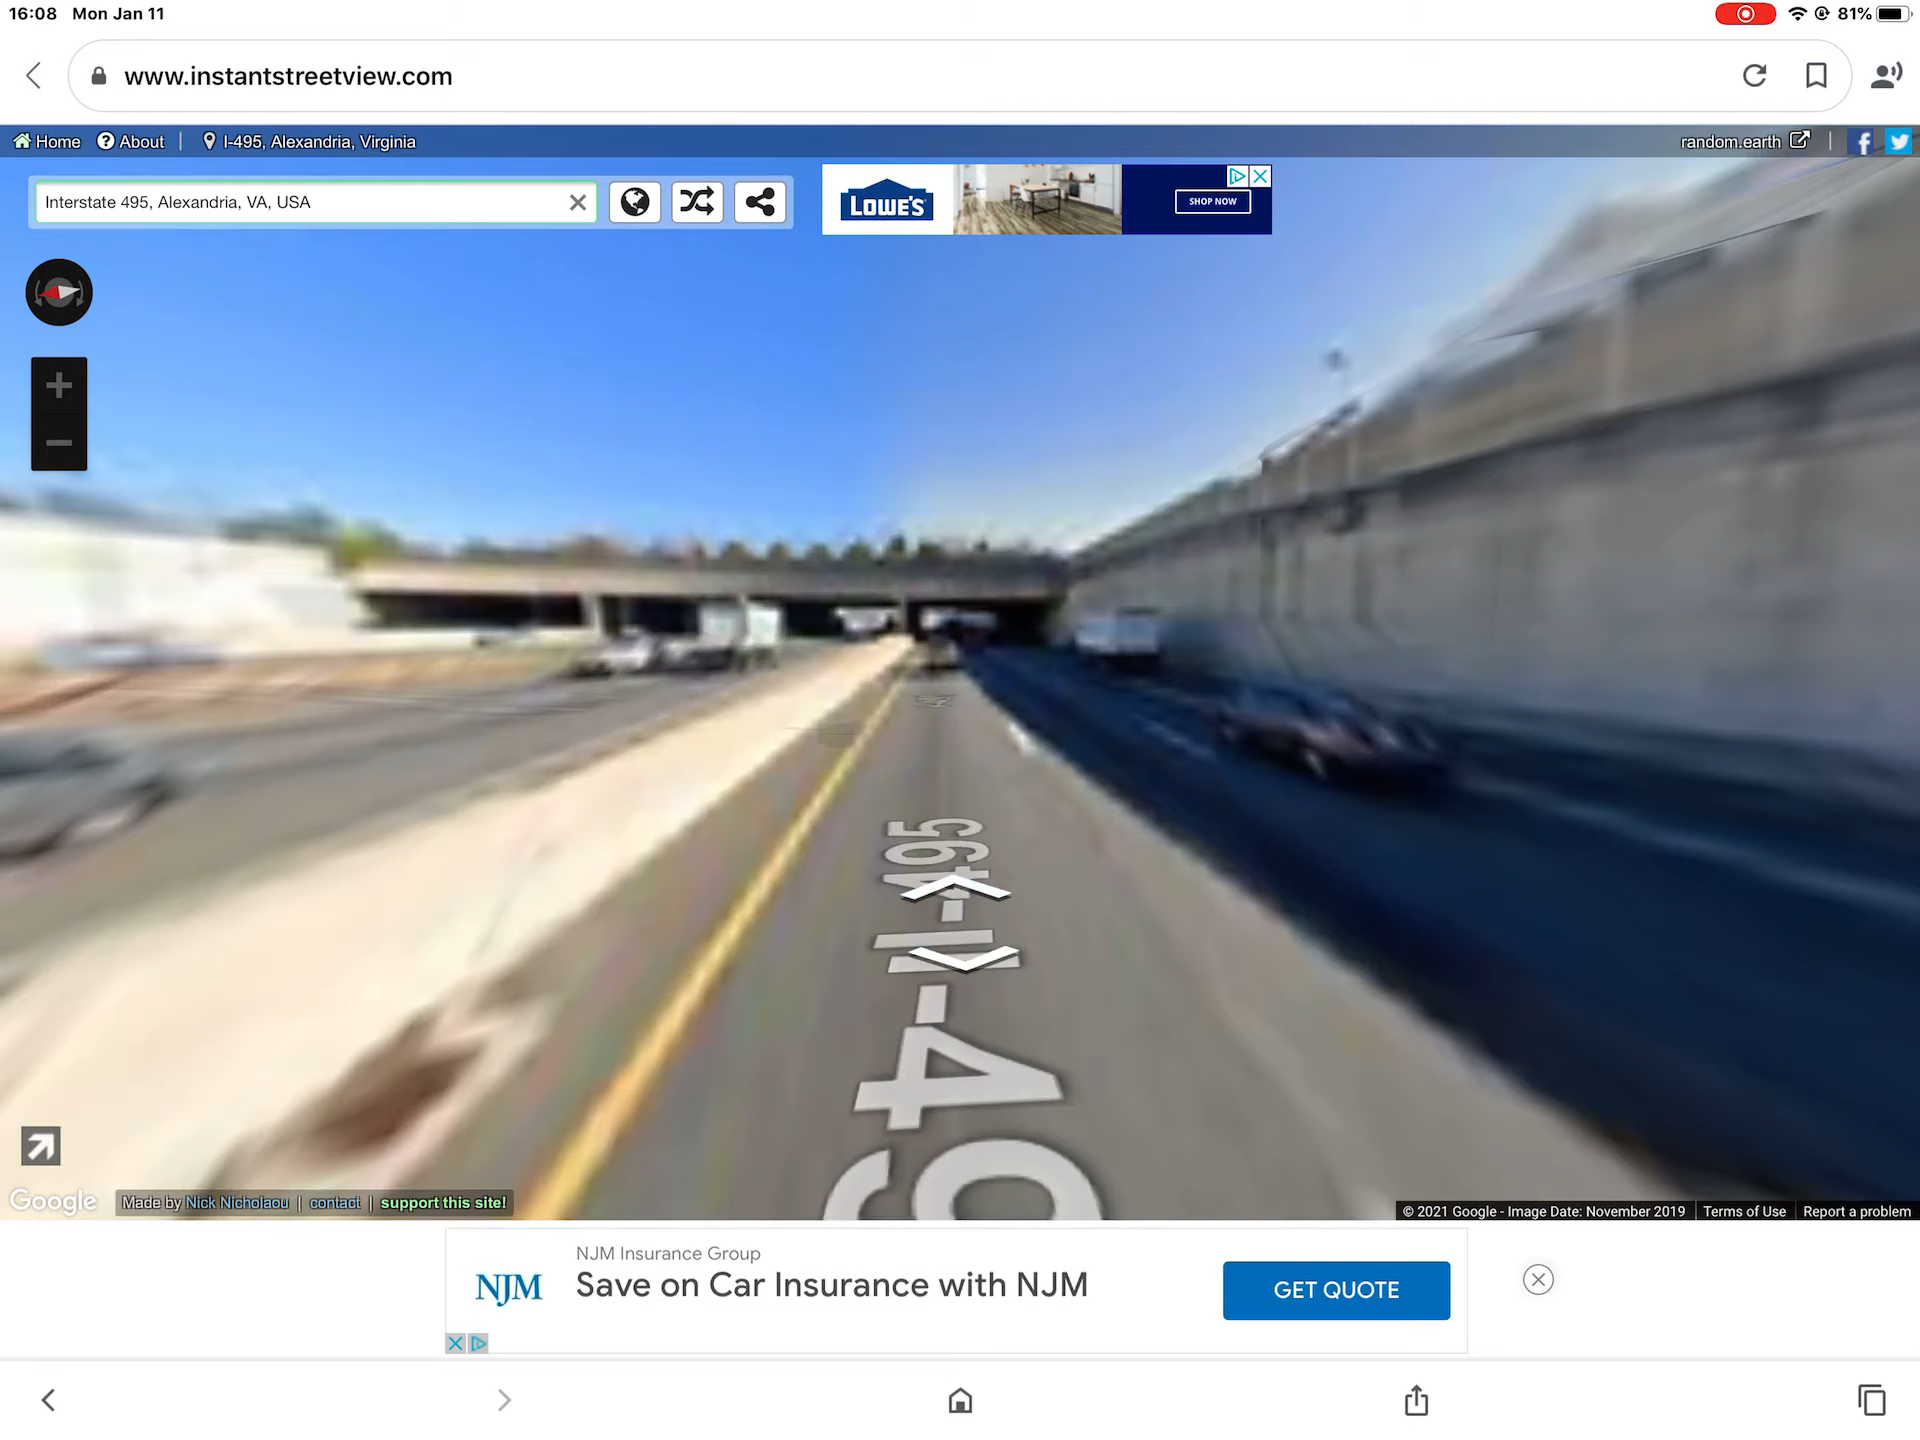 16:08 Mon Jan 11
81%
www.instantstreetview.com
Home About | I-495, Alexandria, Virginia
random.earth |
Interstate 495, Alexandria, VA, USA
LOWE'S
SHOP NOW
I-495
I-49
Google
Made by Nick Nicholaou | contact | support this site!
© 2021 Google - Image Date: November 2019 Terms of Use Report a problem
NJM
NJM Insurance Group
Save on Car Insurance with NJM
GET QUOTE